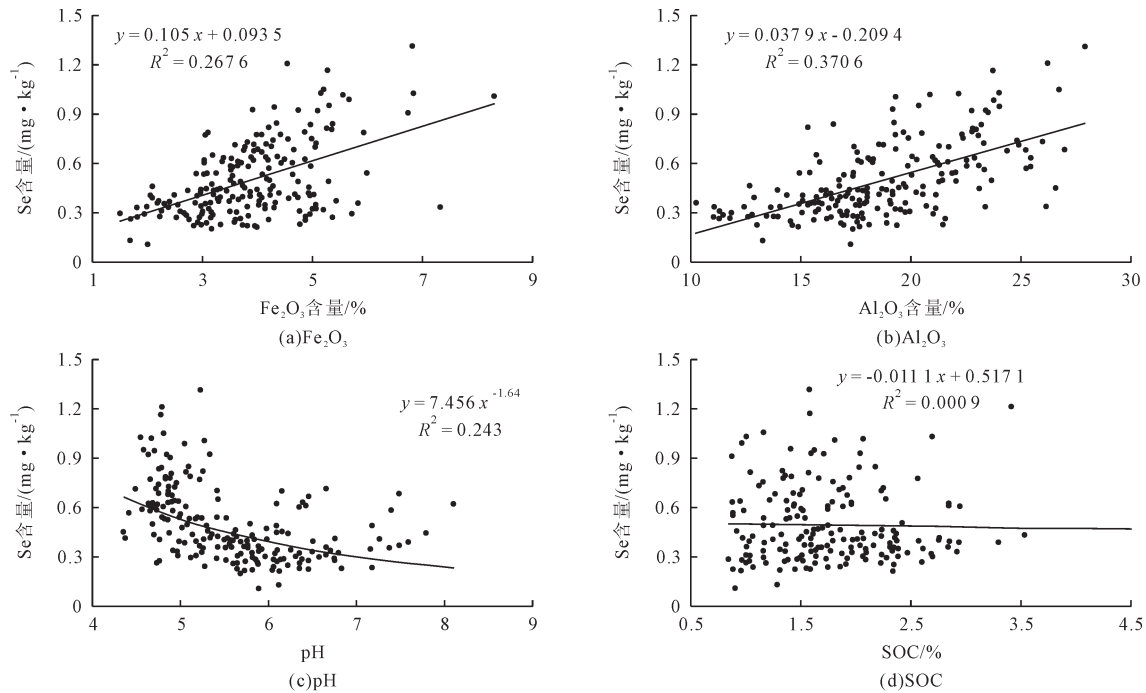 1.5
1.2
0.9
0.6
0.3
0
Se含量/(mg·kg⁻¹)
y = 0.105 x + 0.093 5
R² = 0.267 6
1 3 5 7 9
Fe₂O₃含量/%
(a)Fe₂O₃
1.5
1.2
0.9
0.6
0.3
0
Se含量/(mg·kg⁻¹)
y = 0.037 9 x - 0.209 4
R² = 0.370 6
10 15 20 25 30
Al₂O₃含量/%
(b)Al₂O₃
1.5
1.2
0.9
0.6
0.3
0
Se含量/(mg·kg⁻¹)
y = 7.456 x⁻¹·⁶⁴
R² = 0.243
4 5 6 7 8 9
pH
(c)pH
1.5
1.2
0.9
0.6
0.3
0
Se含量/(mg·kg⁻¹)
y = -0.011 1 x + 0.517 1
R² = 0.000 9
0.5 1.5 2.5 3.5 4.5
SOC/%
(d)SOC